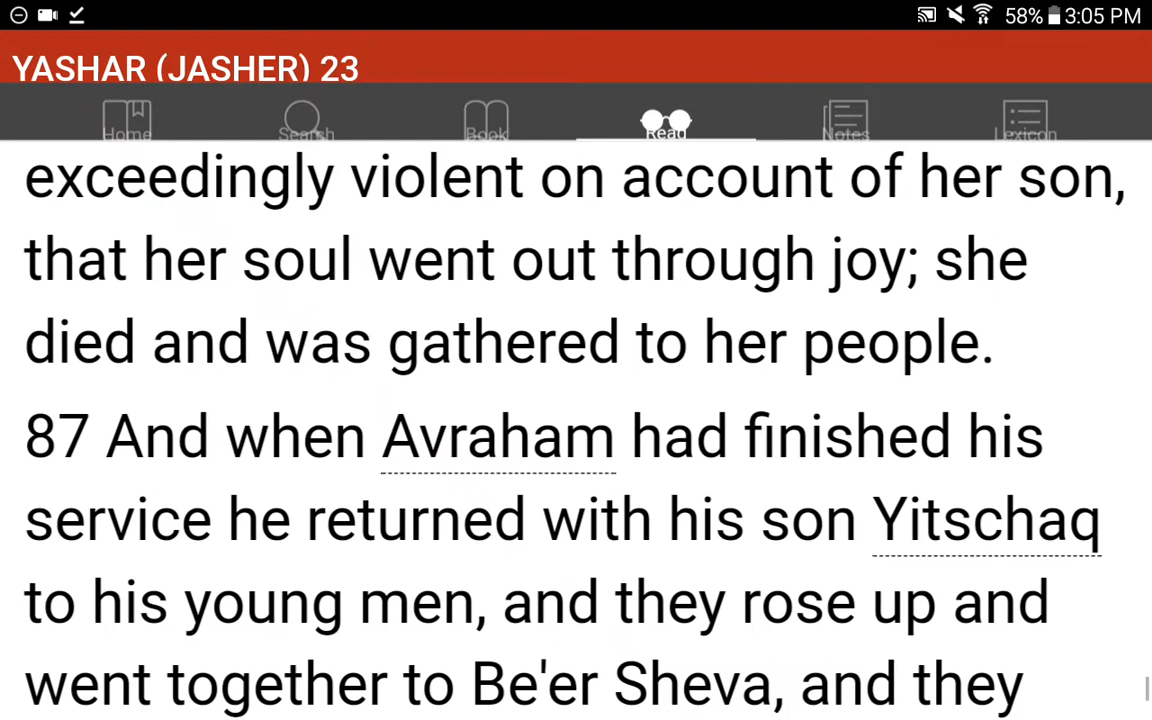 58% 3:05 PM
YASHAR (JASHER) 23
Home Search Book Read Notes Lexicon
exceedingly violent on account of her son,
that her soul went out through joy; she
died and was gathered to her people.
87 And when Avraham had finished his
service he returned with his son Yitschaq
to his young men, and they rose up and
went together to Be'er Sheva, and they